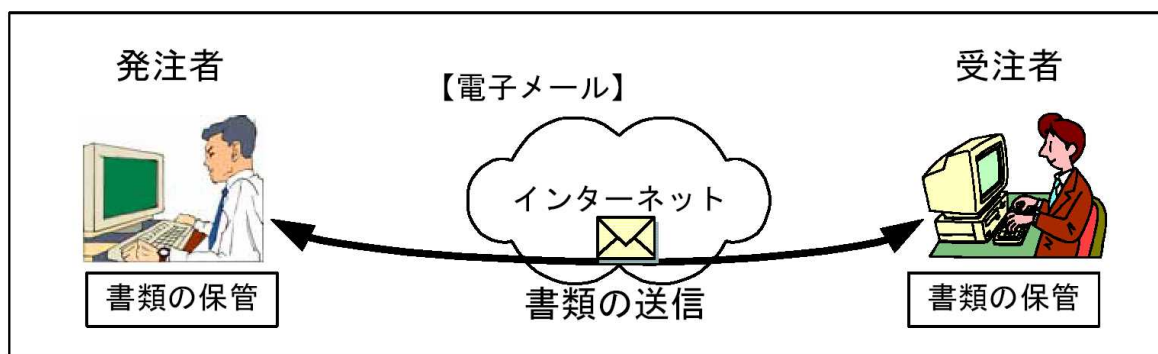 発注者
【電子メール】
受注者
インターネット
書類の保管
書類の送信
書類の保管